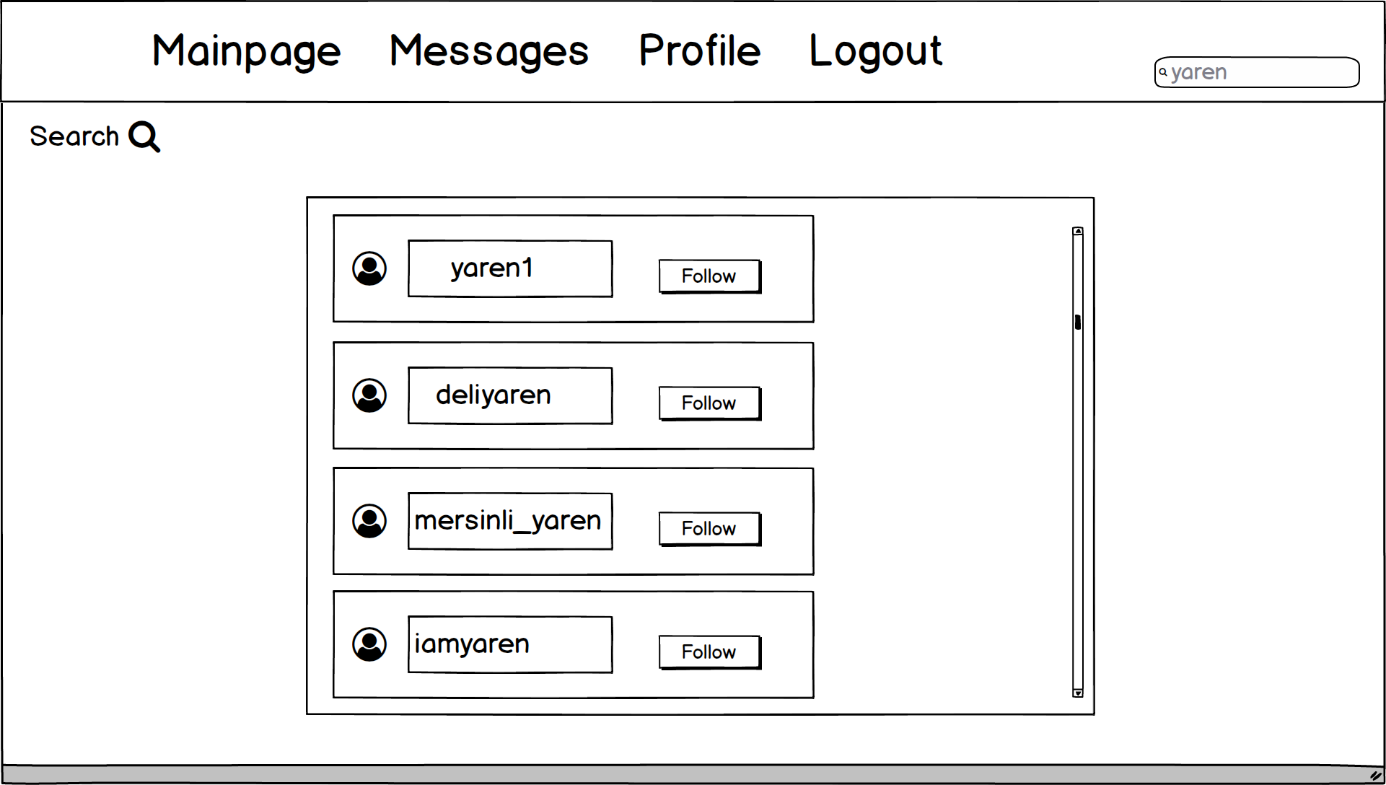 Mainpage Messages Profile Logout
yaren
Search
yaren1 Follow
deliyaren Follow
mersinli_yaren Follow
iamyaren Follow